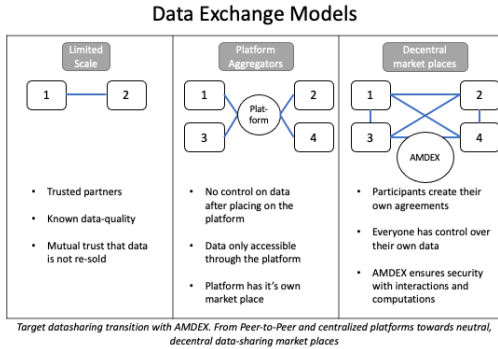 Data Exchange Models
Limited
Scale
1
2
• Trusted partners
• Known data-quality
• Mutual trust that data
is not re-sold
Platform
Aggregators
1
2
Plat-
form
3
4
• No control on data
after placing on the
platform
• Data only accessible
through the platform
• Platform has it's own
market place
Decentral
market places
1
2
3
4
AMDEX
• Participants create their
own agreements
• Everyone has control over
their own data
• AMDEX ensures security
with interactions and
computations
Target datasharing transition with AMDEX. From Peer-to-Peer and centralized platforms towards neutral,
decentral data-sharing market places